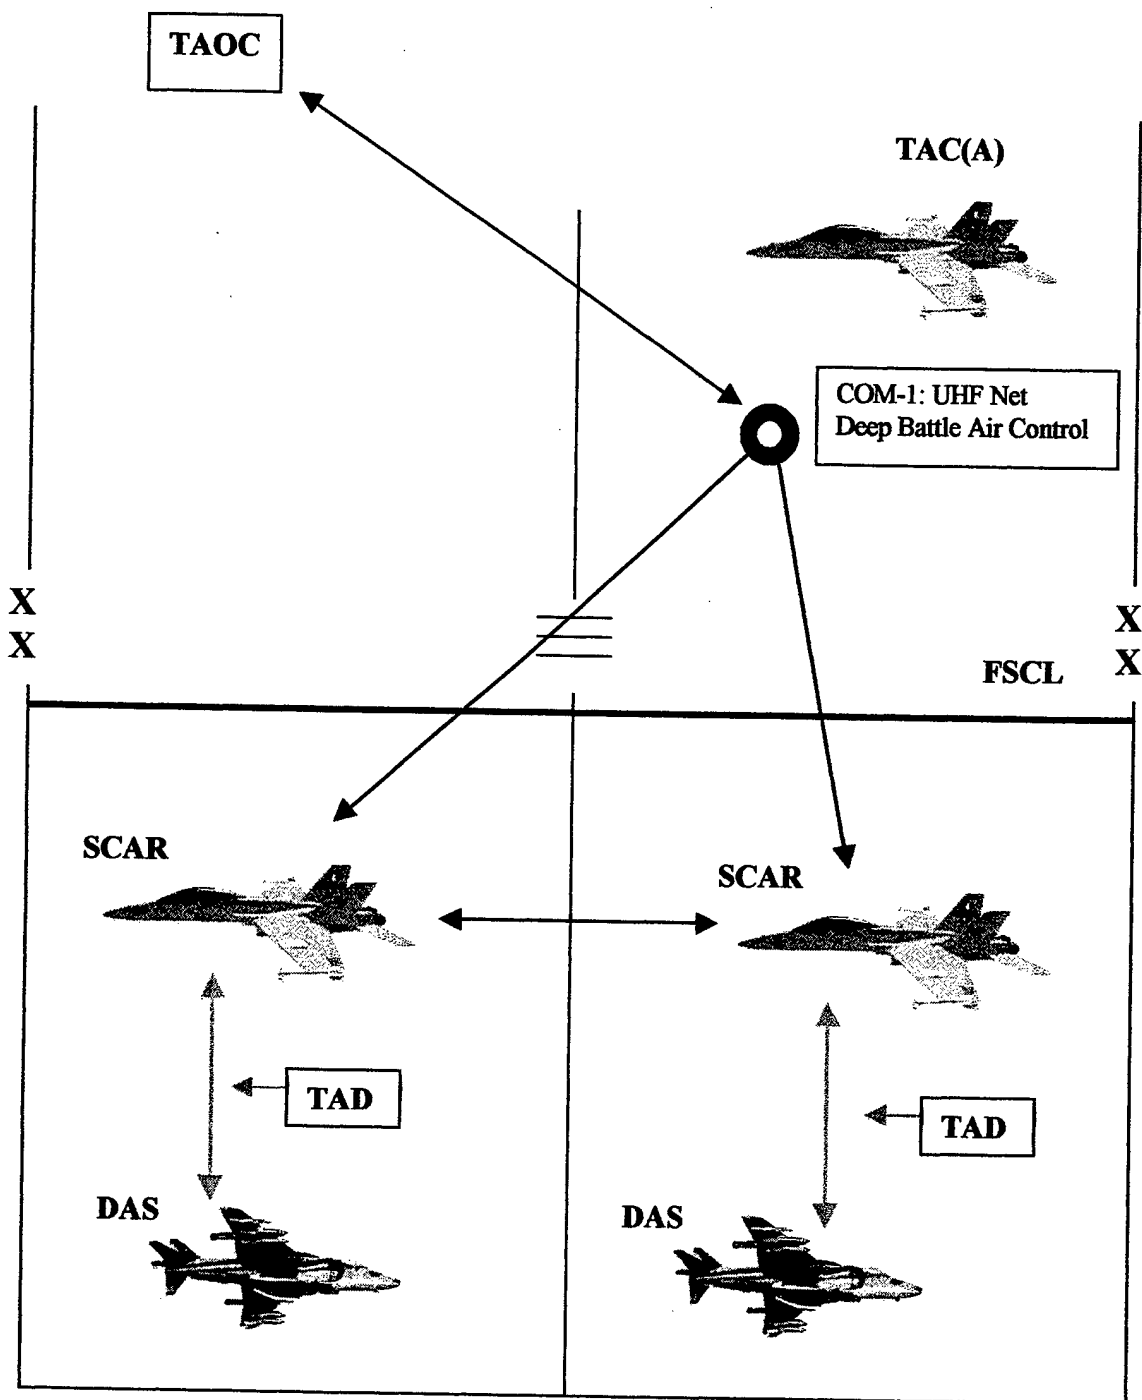 TAOC
TAC(A)
COM-1: UHF Net
Deep Battle Air Control
X
X
X
X
FSCL
SCAR
SCAR
TAD
TAD
DAS
DAS